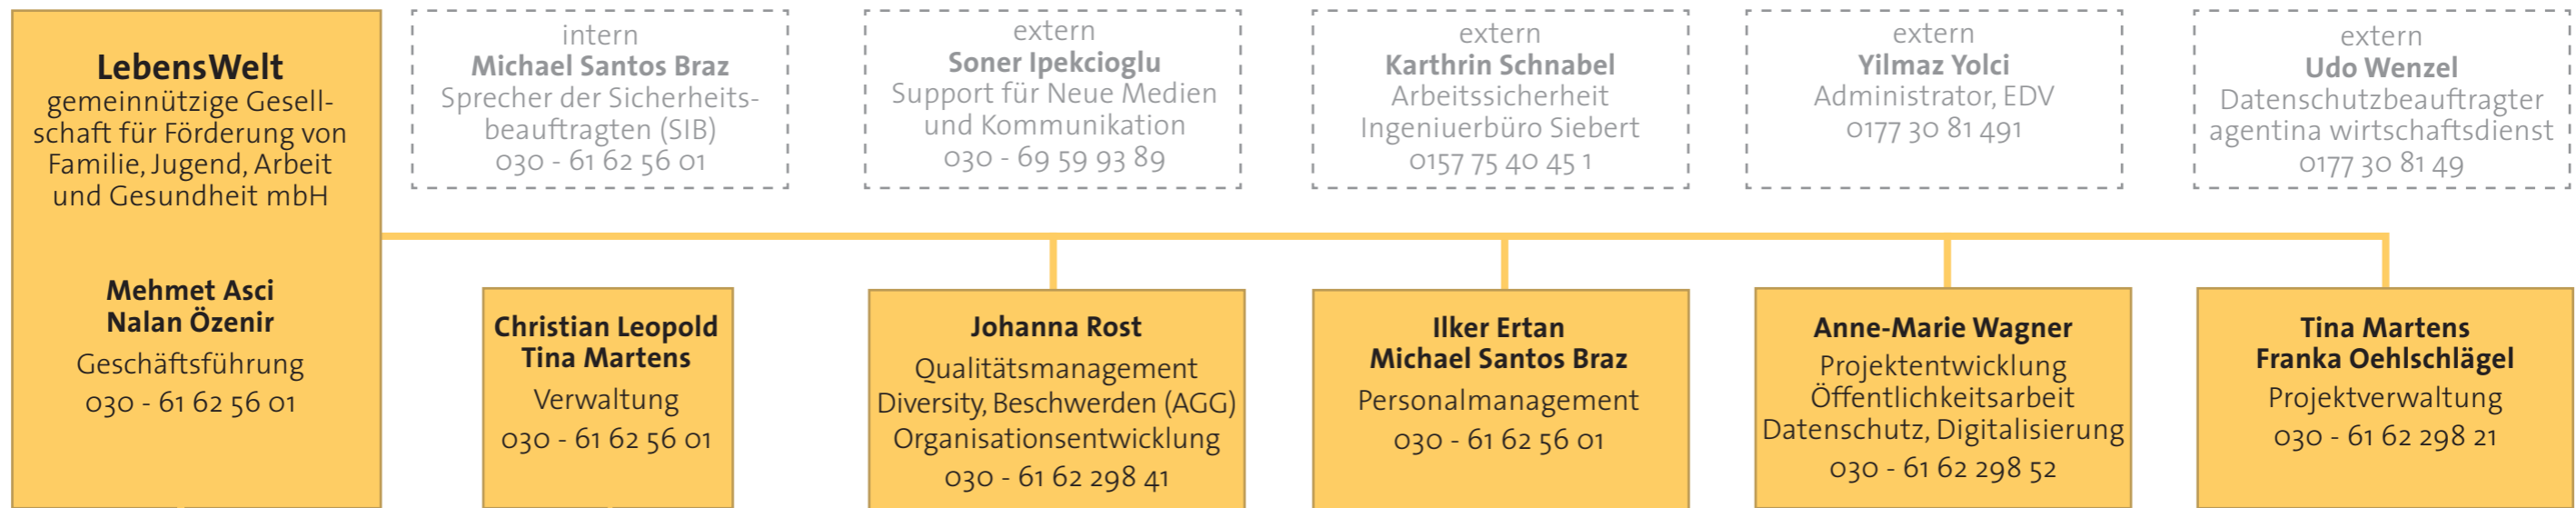 LebensWelt
gemeinnützige Gesell-
schaft für Förderung von
Familie, Jugend, Arbeit
und Gesundheit mbH
Mehmet Asci
Nalan Özenir
Geschäftsführung
030 - 61 62 56 01
intern
Michael Santos Braz
Sprecher der Sicherheits-
beauftragten (SIB)
030 - 61 62 56 01
extern
Soner Ipekcioglu
Support für Neue Medien
und Kommunikation
030 - 69 59 93 89
extern
Karthrin Schnabel
Arbeitssicherheit
Ingeniuerbüro Siebert
0157 75 40 45 1
extern
Yilmaz Yolci
Administrator, EDV
0177 30 81 491
extern
Udo Wenzel
Datenschutzbeauftragter
agentina wirtschaftsdienst
0177 30 81 49
Christian Leopold
Tina Martens
Verwaltung
030 - 61 62 56 01
Johanna Rost
Qualitätsmanagement
Diversity, Beschwerden (AGG)
Organisationsentwicklung
030 - 61 62 298 41
Ilker Ertan
Michael Santos Braz
Personalmanagement
030 - 61 62 56 01
Anne-Marie Wagner
Projektentwicklung
Öffentlichkeitsarbeit
Datenschutz, Digitalisierung
030 - 61 62 298 52
Tina Martens
Franka Oehlschlägel
Projektverwaltung
030 - 61 62 298 21